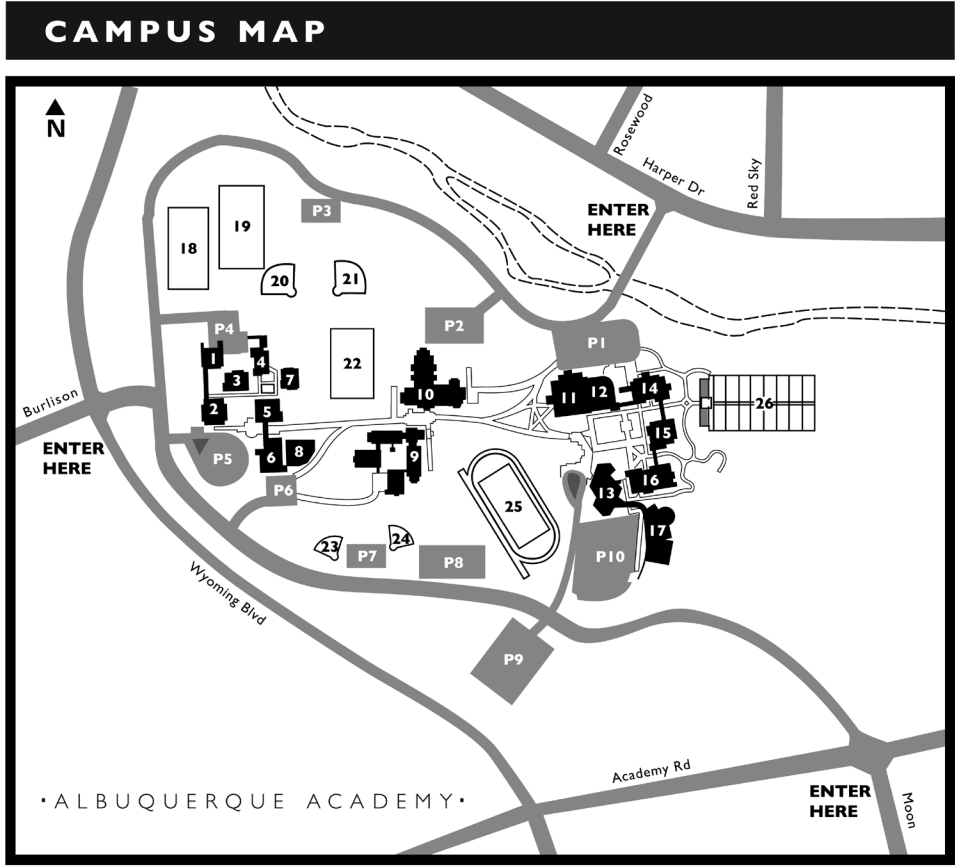 CAMPUS MAP
N
Rosewood
Harper Dr
Red Sky
ENTER
HERE
P3
19
18
20
21
P4
P2
P1
1
4
3
7
22
10
11
12
14
26
2
5
15
Burlison
ENTER
HERE
P5
6
8
9
16
P6
25
13
17
23
24
P7
P8
P10
Wyoming Blvd
P9
Academy Rd
ENTER
HERE
Moon
·ALBUQUERQUE ACADEMY·